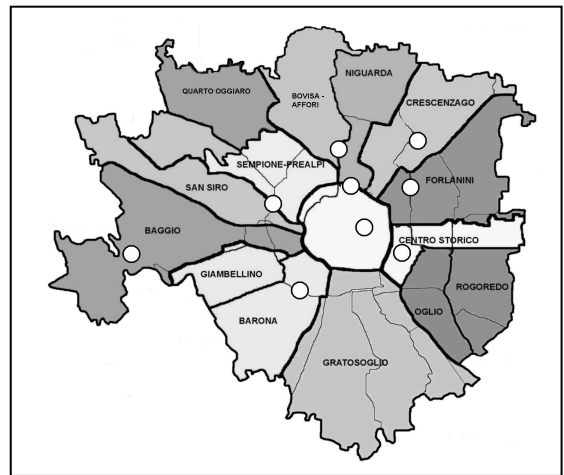 NIGUARDA
QUARTO OGGIARO
BOVISA -
AFFORI
CRESCENZAGO
SEMPIONE-PREALPI
FORLANINI
SAN SIRO
BAGGIO
CENTRO STORICO
GIAMBELLINO
ROGOREDO
OGLIO
BARONA
GRATOSOGLIO